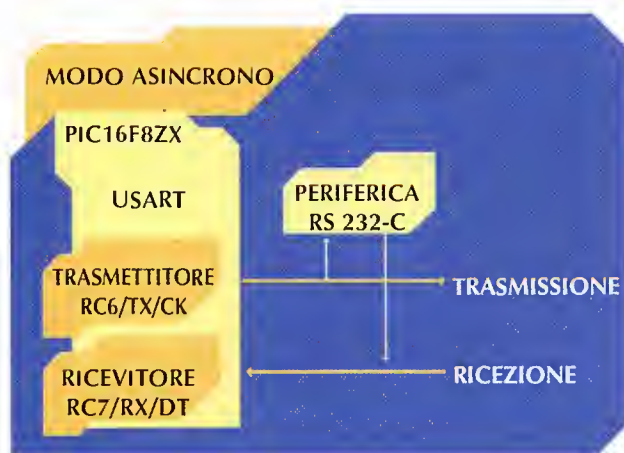 MODO ASINCRONO
PIC16F8ZX
USART
PERIFERICA
RS 232-C
TRASMETTITORE
RC6/TX/CK
TRASMISSIONE
RICEVITORE
RC7/RX/DT
RICEZIONE